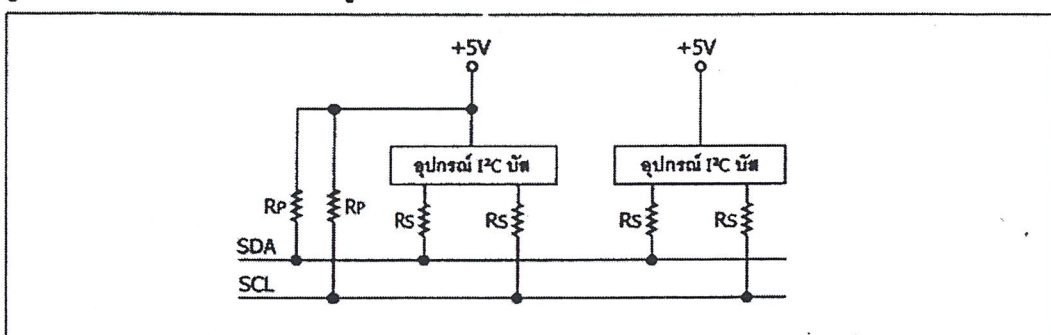 +5V +5V
อุปกรณ์ I²C บัส อุปกรณ์ I²C บัส
RP RP RS RS RS RS
SDA
SCL